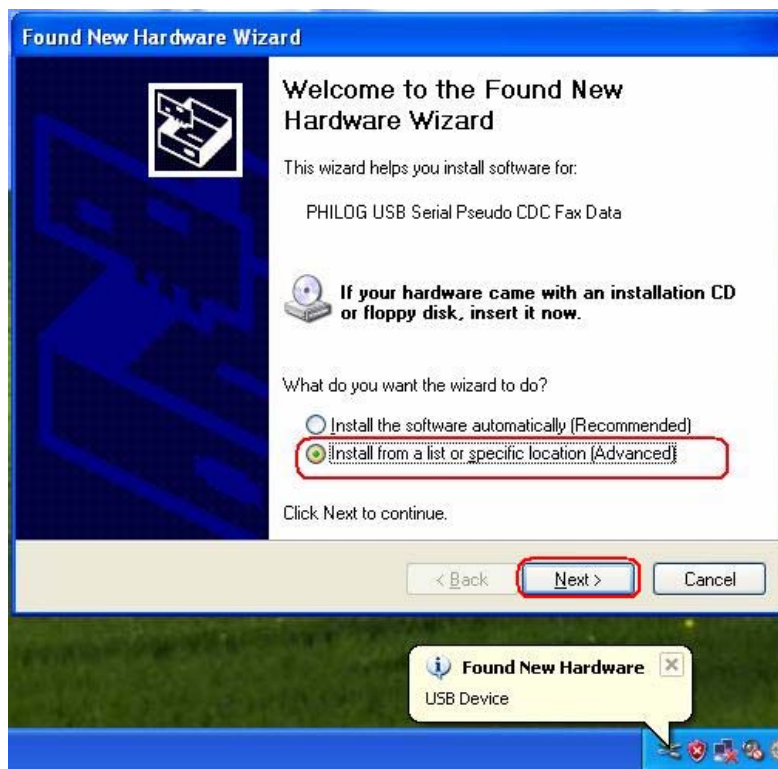 Found New Hardware Wizard
Welcome to the Found New
Hardware Wizard
This wizard helps you install software for:
PHILOG USB Serial Pseudo CDC Fax Data
If your hardware came with an installation CD
or floppy disk, insert it now.
What do you want the wizard to do?
Install the software automatically (Recommended)
Install from a list or specific location (Advanced)
Click Next to continue.
< Back
Next >
Cancel
Found New Hardware
USB Device